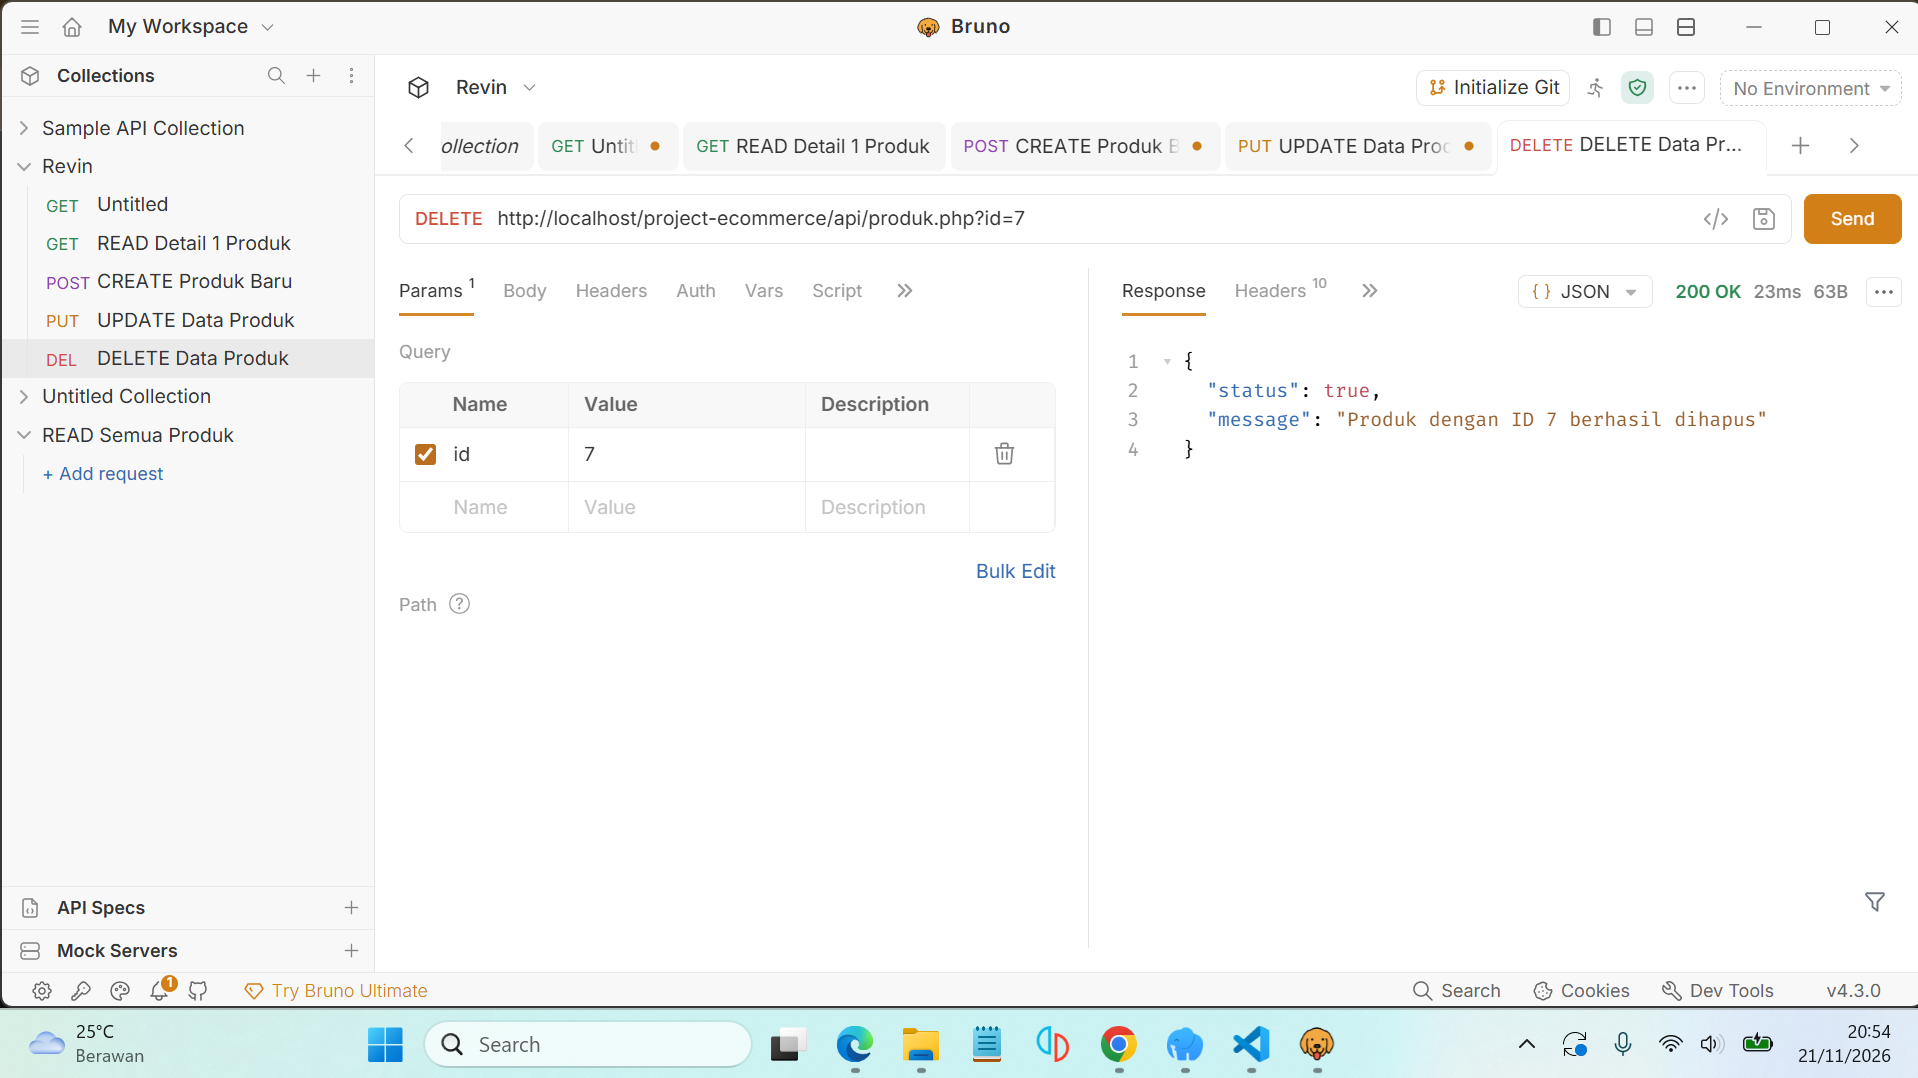 My Workspace
Bruno
Collections
Sample API Collection
Revin
GET Untitled
GET READ Detail 1 Produk
POST CREATE Produk Baru
PUT UPDATE Data Produk
DEL DELETE Data Produk
Untitled Collection
READ Semua Produk
+ Add request
API Specs
Mock Servers
Revin
Initialize Git
No Environment
ollection
GET Untit
GET READ Detail 1 Produk
POST CREATE Produk B
PUT UPDATE Data Proc
DELETE DELETE Data Pr...
DELETE http://localhost/project-ecommerce/api/produk.php?id=7
Send
Params 1 Body Headers Auth Vars Script
Query
Name Value Description
id 7
Name Value Description
Bulk Edit
Path
Response Headers 10
{ } JSON
200 OK 23ms 63B
1 {
2 "status": true,
3 "message": "Produk dengan ID 7 berhasil dihapus"
4 }
1
Try Bruno Ultimate
Search
Cookies
Dev Tools
v4.3.0
25°C
Berawan
Search
20:54
21/11/2026